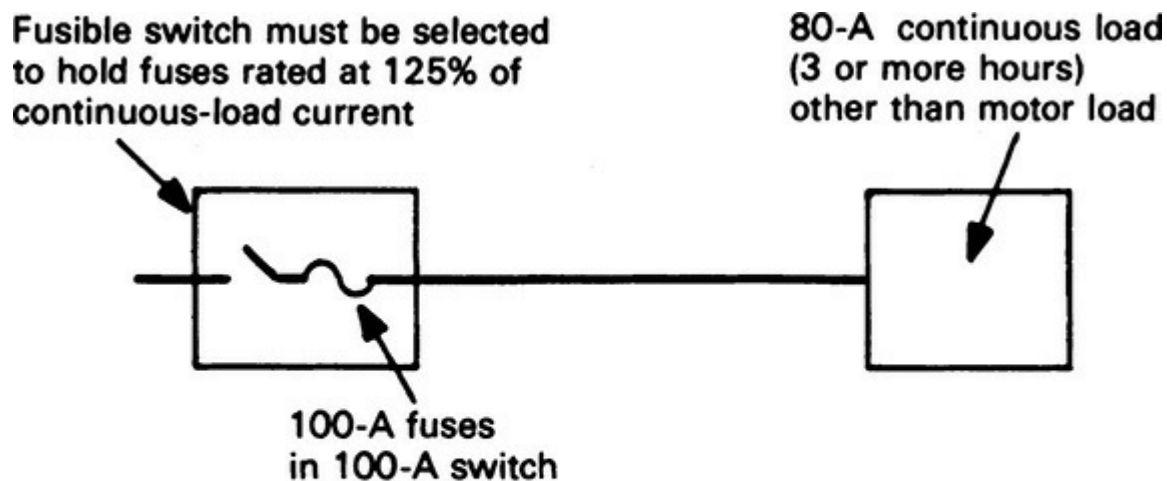 Fusible switch must be selected
to hold fuses rated at 125% of
continuous-load current
80-A continuous load
(3 or more hours)
other than motor load
100-A fuses
in 100-A switch